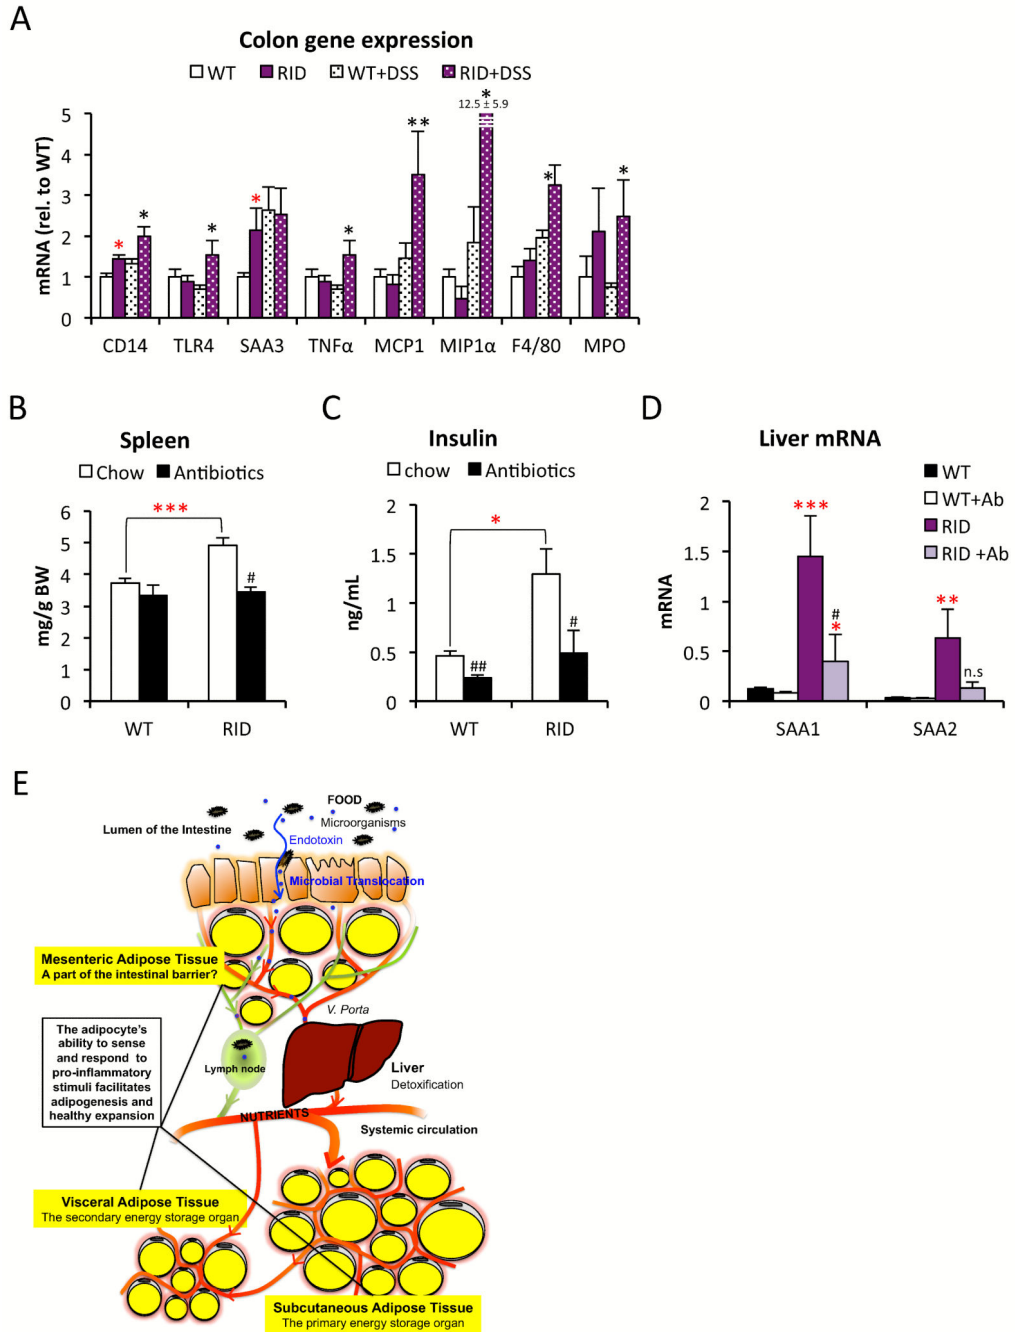 A
Colon gene expression
WT RID WT+DSS RID+DSS
mRNA (rel. to WT)
5
4
3
2
1
0
* * * * * * ** * 12.5 ± 5.9 * *
CD14 TLR4 SAA3 TNFα MCP1 MIP1α F4/80 MPO
B
Spleen
Chow Antibiotics
mg/g BW
6
5
4
3
2
1
0
***
#
WT RID
C
Insulin
chow Antibiotics
ng/mL
2
1.5
1
0.5
0
*
##
#
WT RID
D
Liver mRNA
WT
WT+Ab
RID
RID +Ab
mRNA
2
1.5
1
0.5
0
***
#
*
**
n.s
SAA1 SAA2
E
FOOD
Microorganisms
Lumen of the Intestine
Endotoxin
Microbial Translocation
Mesenteric Adipose Tissue
A part of the intestinal barrier?
V. Porta
The adipocyte's
ability to sense
and respond to
pro-inflammatory
stimuli facilitates
adipogenesis and
healthy expansion
Lymph node
Liver
Detoxification
NUTRIENTS
Systemic circulation
Visceral Adipose Tissue
The secondary energy storage organ
Subcutaneous Adipose Tissue
The primary energy storage organ